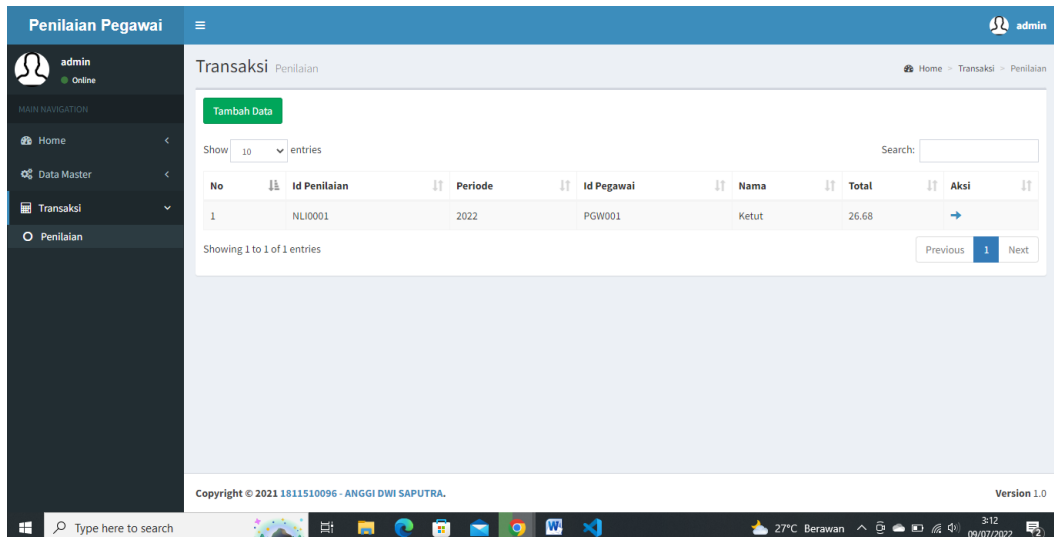 Penilaian Pegawai
admin
admin
Online
MAIN NAVIGATION
Home
Data Master
Transaksi
Penilaian
Transaksi Penilaian
Home > Transaksi > Penilaian
Tambah Data
Show 10 entries
Search:
No Id Penilaian Periode Id Pegawai Nama Total Aksi
1 NLI0001 2022 PGW001 Ketut 26.68
Showing 1 to 1 of 1 entries
Previous 1 Next
Copyright © 2021 1811510096 - ANGGI DWI SAPUTRA.
Version 1.0
Type here to search
27°C Berawan
3:12
09/07/2022
2